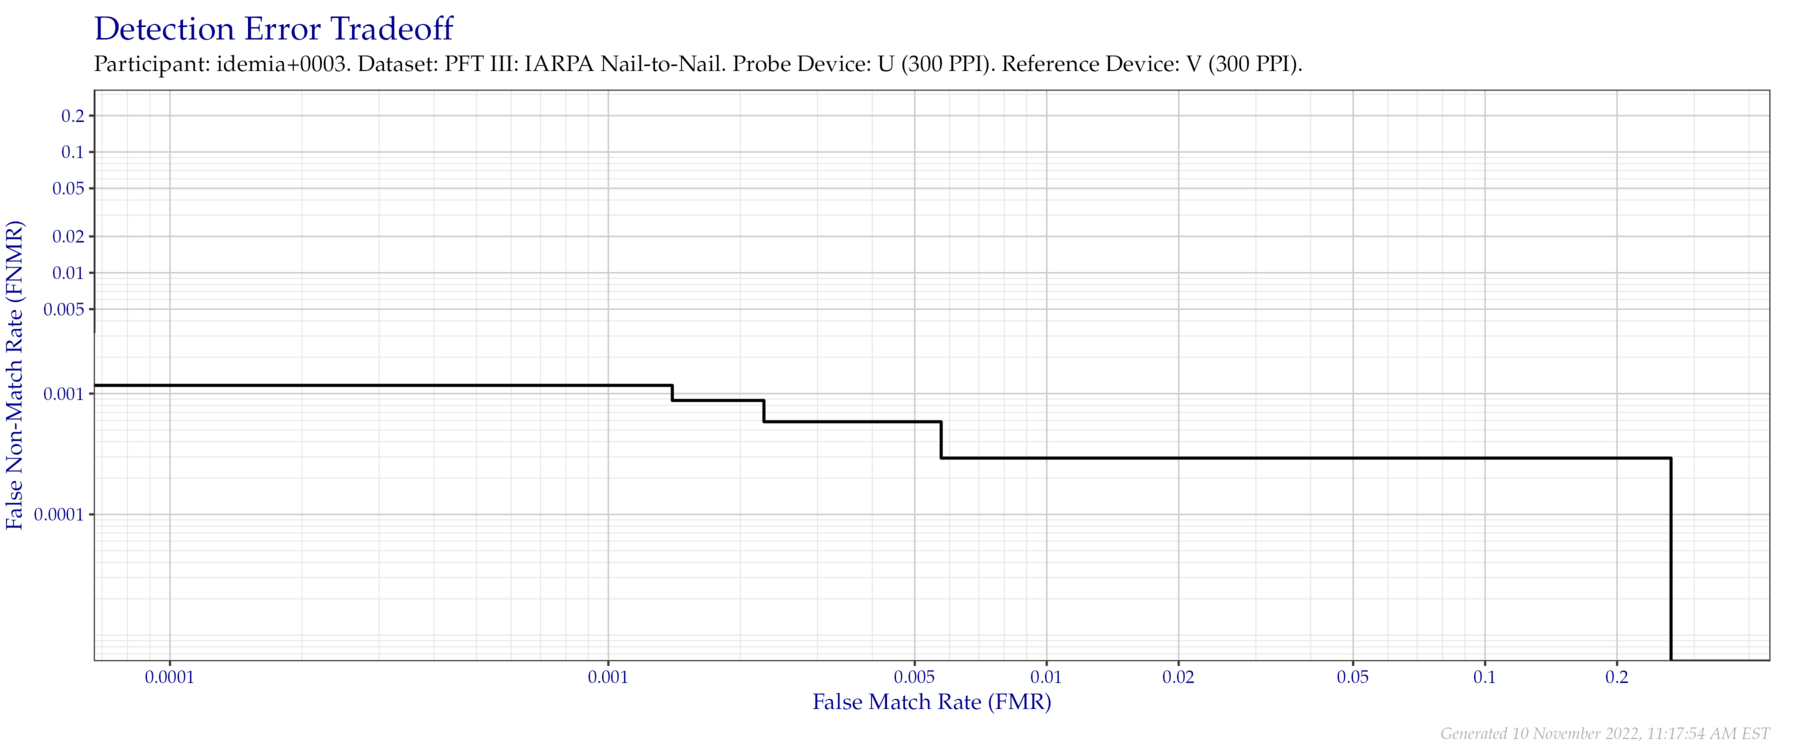 Detection Error Tradeoff
Participant: idemia+0003. Dataset: PFT III: IARPA Nail-to-Nail. Probe Device: U (300 PPI). Reference Device: V (300 PPI).
False Non-Match Rate (FNMR)
0.2
0.1
0.05
0.02
0.01
0.005
0.001
0.0001
0.0001 0.001 0.005 0.01 0.02 0.05 0.1 0.2
False Match Rate (FMR)
Generated 10 November 2022, 11:17:54 AM EST